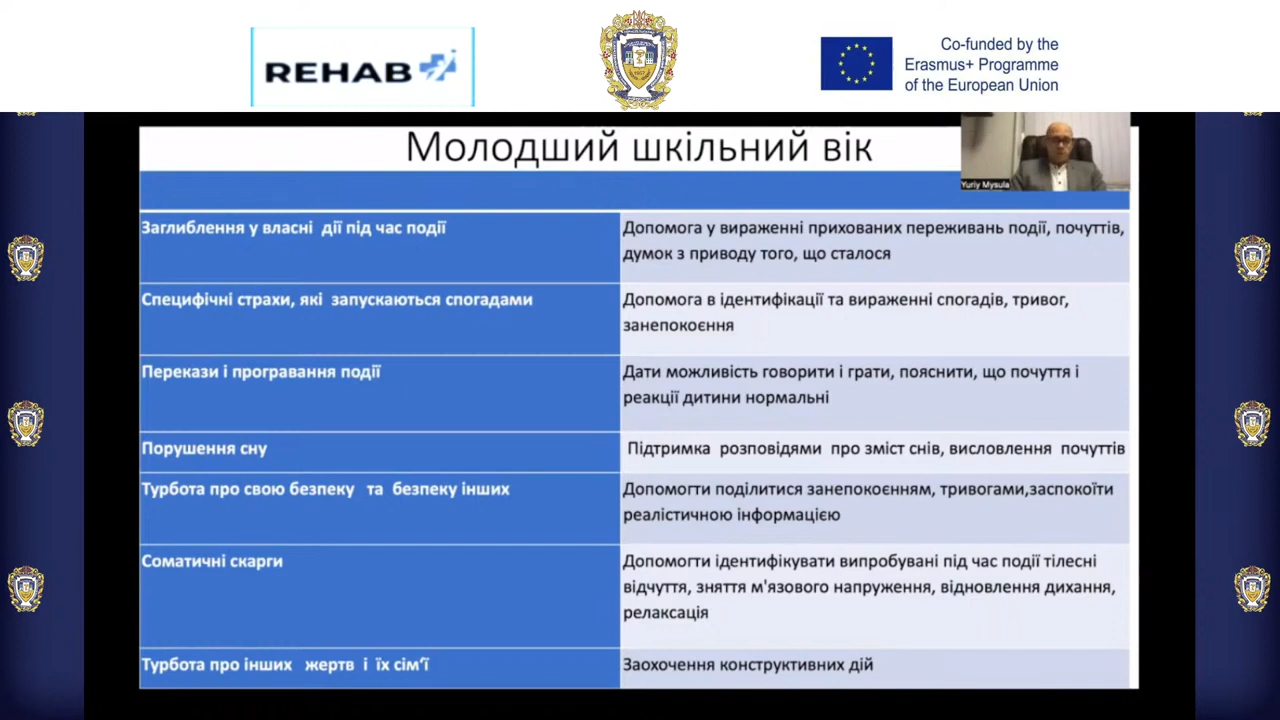 REHAB
Co-funded by the
Erasmus+ Programme
of the European Union
Молодший шкільний вік
Yuriy Mysula
Заглиблення у власні дії під час події
Допомога у вираженні прихованих переживань події, почуттів,
думок з приводу того, що сталося
Специфічні страхи, які запускаються спогадами
Допомога в ідентифікації та вираженні спогадів, тривог,
занепокоєння
Перекази і програвання події
Дати можливість говорити і грати, пояснити, що почуття і
реакції дитини нормальні
Порушення сну
Підтримка розповідями про зміст снів, висловлення почуттів
Турбота про свою безпеку та безпеку інших
Допомогти поділитися занепокоєнням, тривогами,заспокоїти
реалістичною інформацією
Соматичні скарги
Допомогти ідентифікувати випробувані під час події тілесні
відчуття, зняття м'язового напруження, відновлення дихання,
релаксація
Турбота про інших жертв і їх сім'ї
Заохочення конструктивних дій